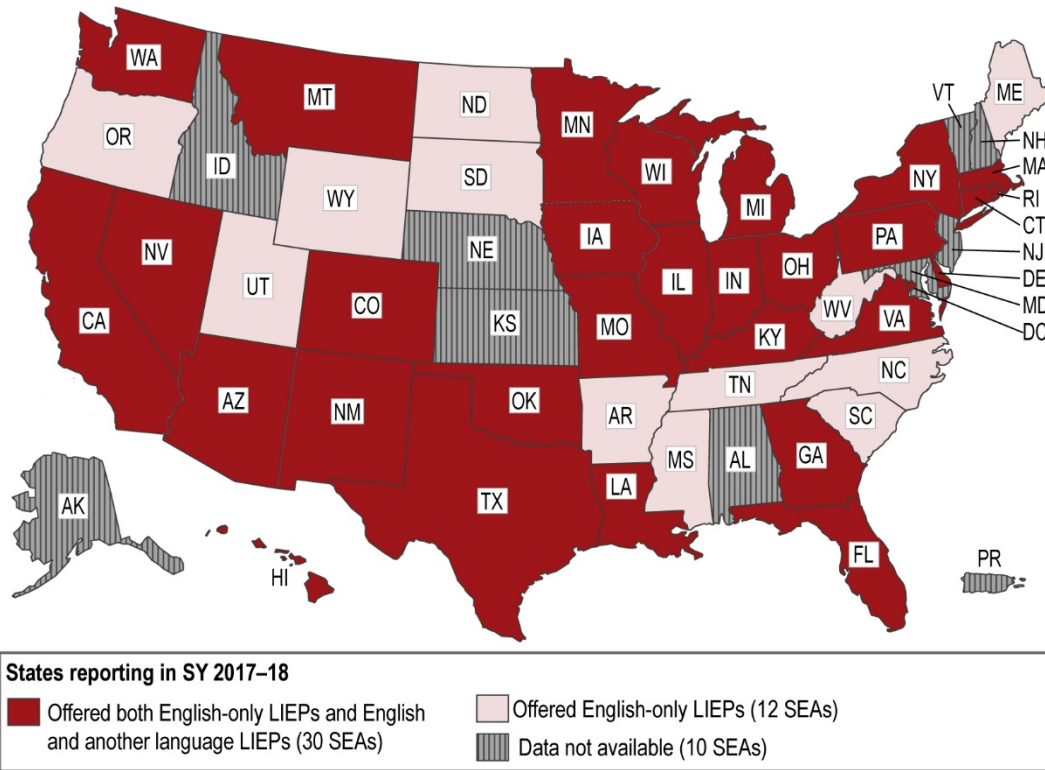 WA
MT
ND
MN
VT
ME
OR
ID
SD
WI
NH
MA
WY
MI
NY
RI
CT
NV
NE
IA
PA
NJ
UT
IL
IN
OH
DE
CA
CO
KS
MO
WV
VA
MD
DC
KY
AZ
NM
OK
TN
NC
AR
SC
MS
AL
GA
AK
TX
LA
FL
HI
PR
States reporting in SY 2017–18
Offered both English-only LIEPs and English
and another language LIEPs (30 SEAs)
Offered English-only LIEPs (12 SEAs)
Data not available (10 SEAs)